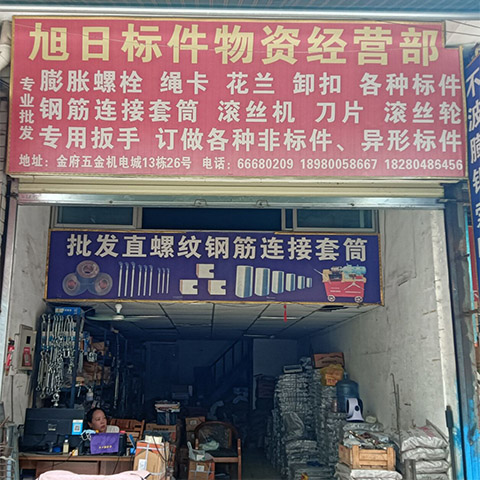 旭日标件物资经营部
专业批发
膨胀螺栓 绳卡 花兰 卸扣 各种标件
钢筋连接套筒 滚丝机 刀片 滚丝轮
专用扳手 订做各种非标件、异形标件
地址：金府五金机电城13栋26号 电话：66680209 18980058667 18280486456
批发直螺纹钢筋连接套筒
不